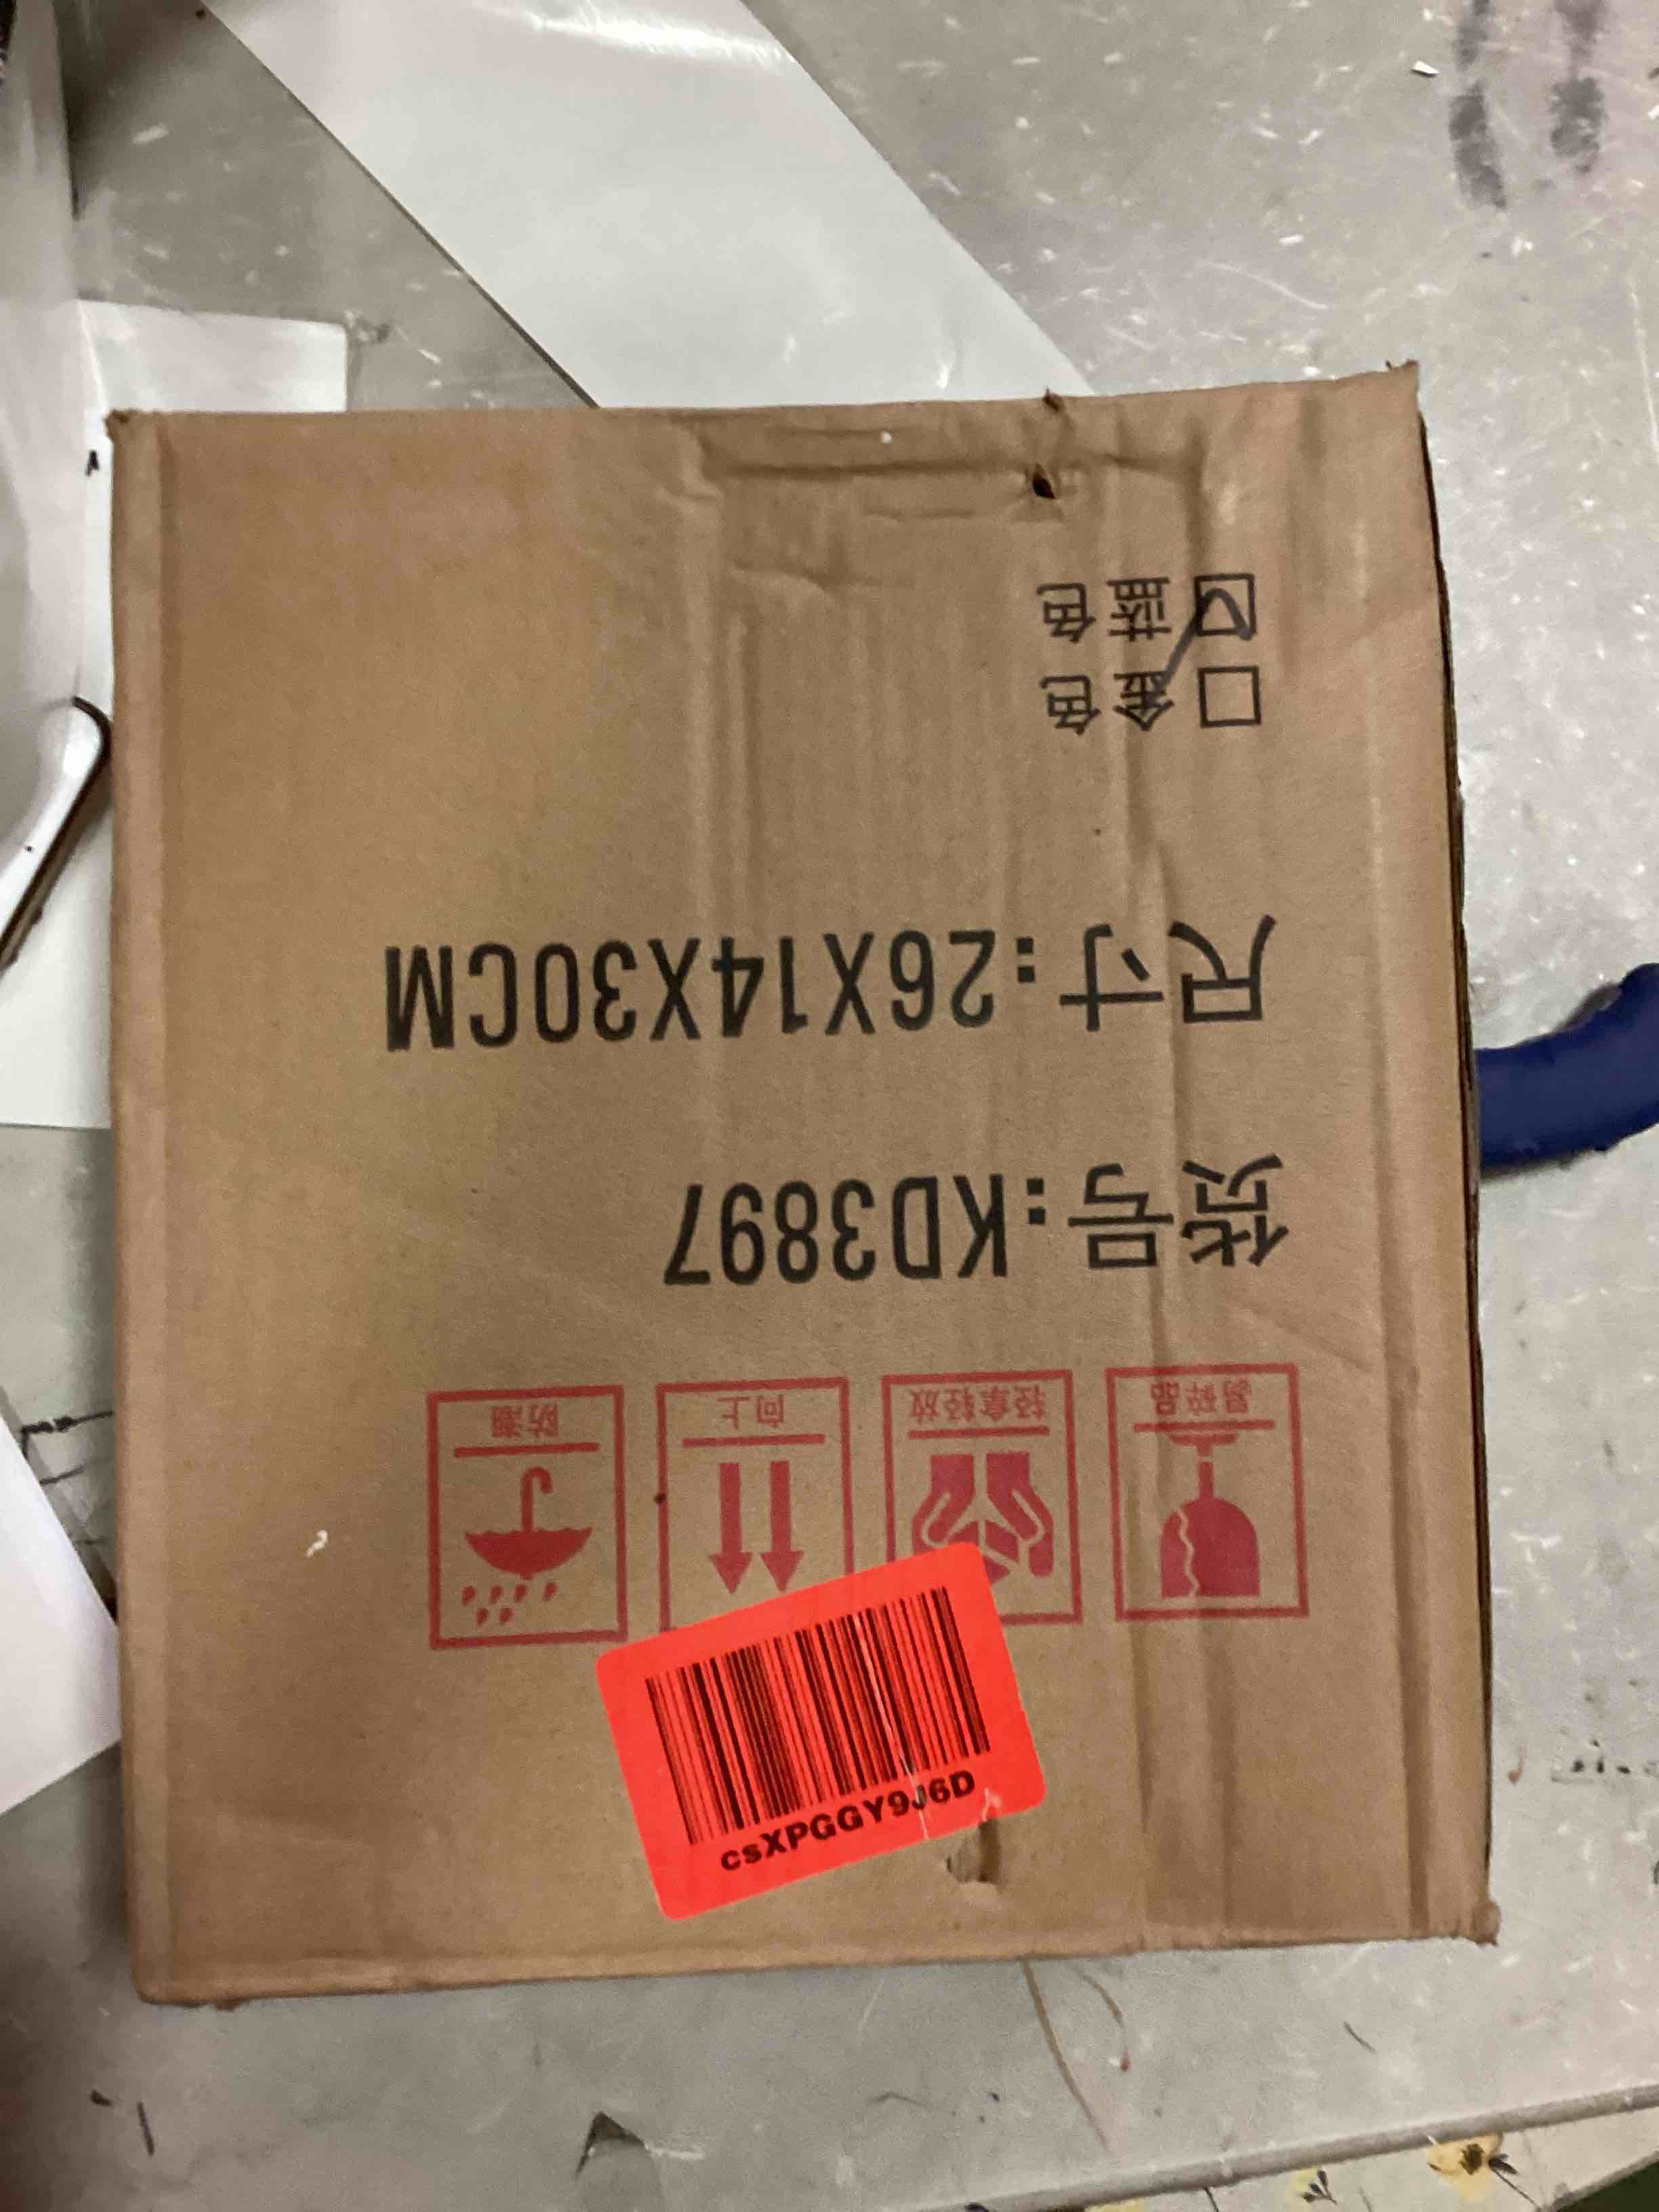 csXPGGY9J6D
易碎品
轻拿轻放
向上
防潮
货号:KD3897
尺寸:26X14X30CM
金色
蓝色